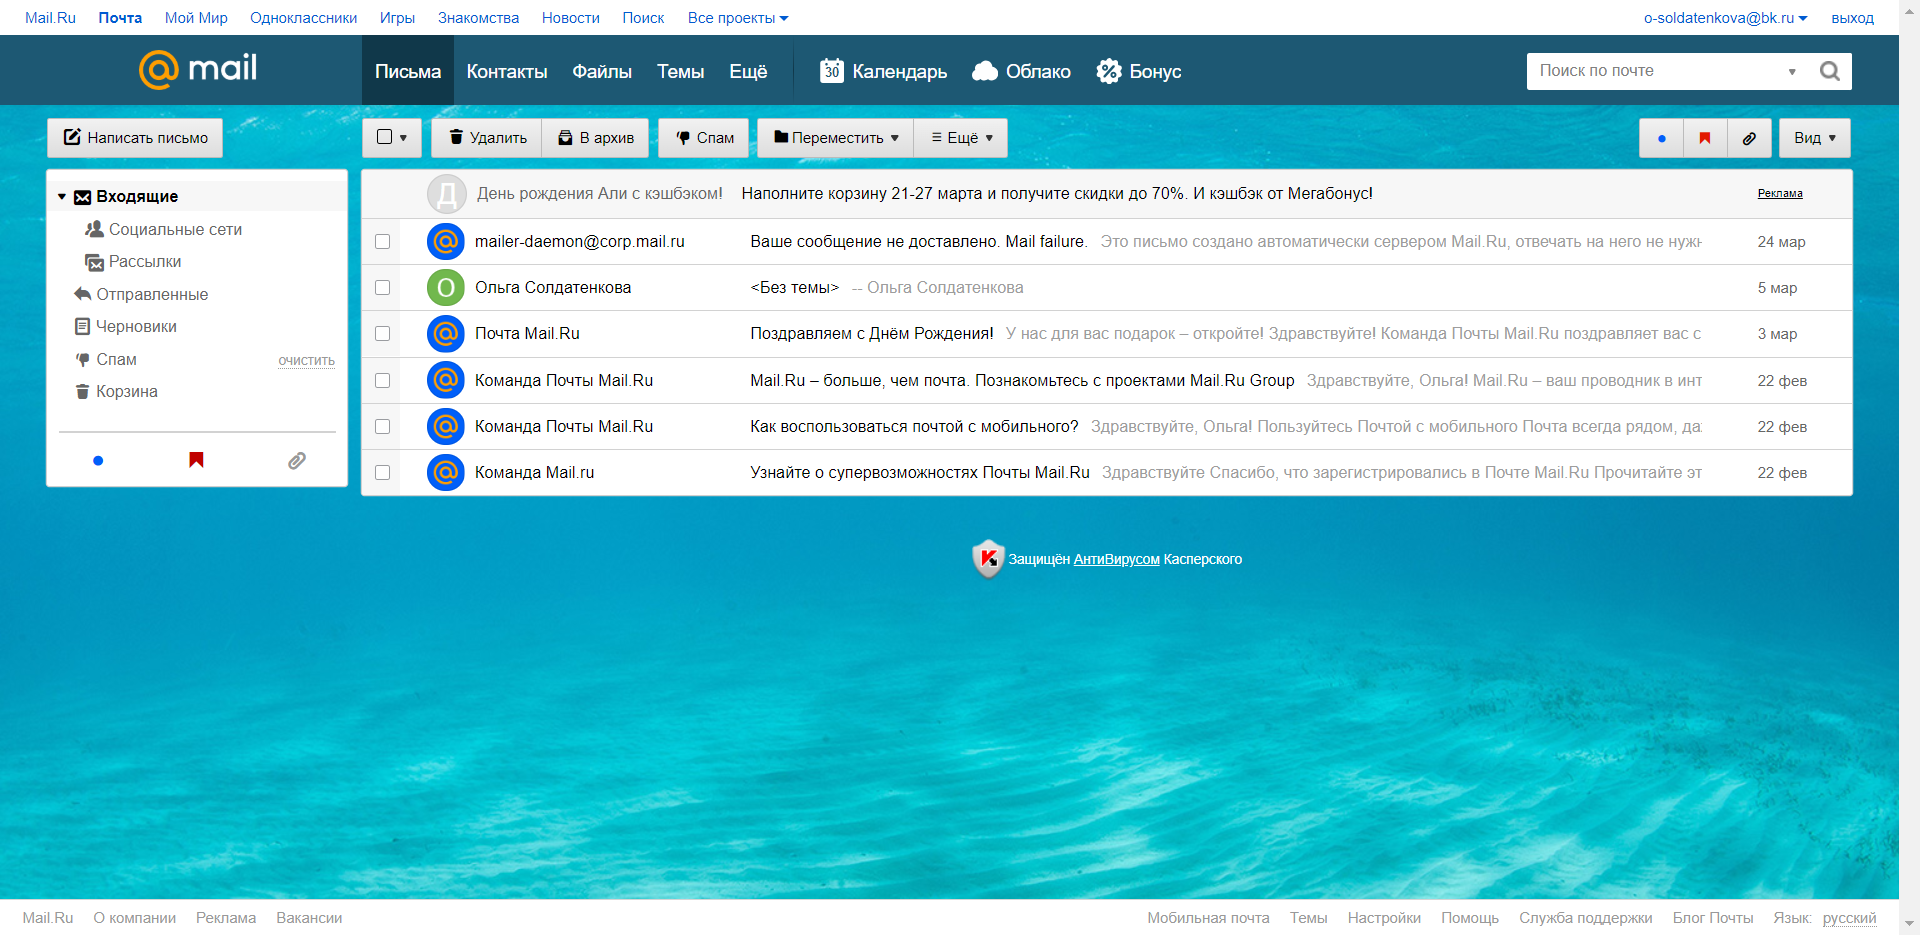 Mail.Ru Почта Мой Мир Одноклассники Игры Знакомства Новости Поиск Все проекты o-soldatenkova@bk.ru выход
@mail Письма Контакты Файлы Темы Ещё 30 Календарь Облако % Бонус Поиск по почте
Написать письмо Удалить В архив Спам Переместить Ещё Вид
Входящие
Социальные сети
Рассылки
Отправленные
Черновики
Спам очистить
Корзина
Д День рождения Али с кэшбэком! Наполните корзину 21-27 марта и получите скидки до 70%. И кэшбэк от Мегабонус! Реклама
@ mailer-daemon@corp.mail.ru Ваше сообщение не доставлено. Mail failure. Это письмо создано автоматически сервером Mail.Ru, отвечать на него не нужн 24 мар
О Ольга Солдатенкова <Без темы> -- Ольга Солдатенкова 5 мар
@ Почта Mail.Ru Поздравляем с Днём Рождения! У нас для вас подарок – откройте! Здравствуйте! Команда Почты Mail.Ru поздравляет вас с 3 мар
@ Команда Почты Mail.Ru Mail.Ru – больше, чем почта. Познакомьтесь с проектами Mail.Ru Group Здравствуйте, Ольга! Mail.Ru – ваш проводник в инт 22 фев
@ Команда Почты Mail.Ru Как воспользоваться почтой с мобильного? Здравствуйте, Ольга! Пользуйтесь Почтой с мобильного Почта всегда рядом, да 22 фев
@ Команда Mail.ru Узнайте о супервозможностях Почты Mail.Ru Здравствуйте Спасибо, что зарегистрировались в Почте Mail.Ru Прочитайте эт 22 фев
Защищён АнтиВирусом Касперского
Mail.Ru О компании Реклама Вакансии Мобильная почта Темы Настройки Помощь Служба поддержки Блог Почты Язык: русский